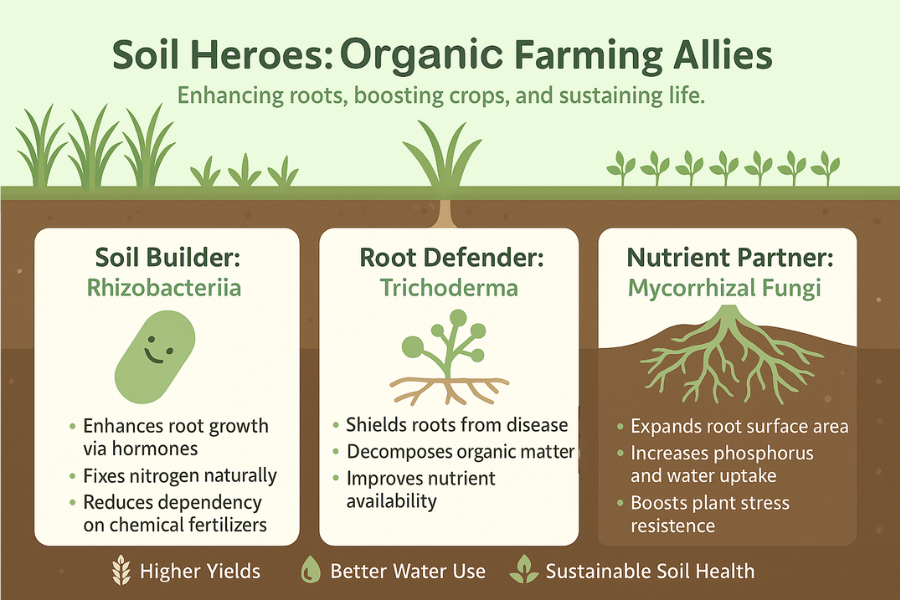 Soil Heroes: Organic Farming Allies
Enhancing roots, boosting crops, and sustaining life.
Soil Builder:
Rhizobacteriia
• Enhances root growth
via hormones
• Fixes nitrogen naturally
• Reduces dependency
on chemical fertilizers
Root Defender:
Trichoderma
• Shields roots from disease
• Decomposes organic matter
• Improves nutrient
availability
Nutrient Partner:
Mycorrhizal Fungi
• Expands root surface area
• Increases phosphorus
and water uptake
• Boosts plant stress
resistence
Higher Yields
Better Water Use
Sustainable Soil Health